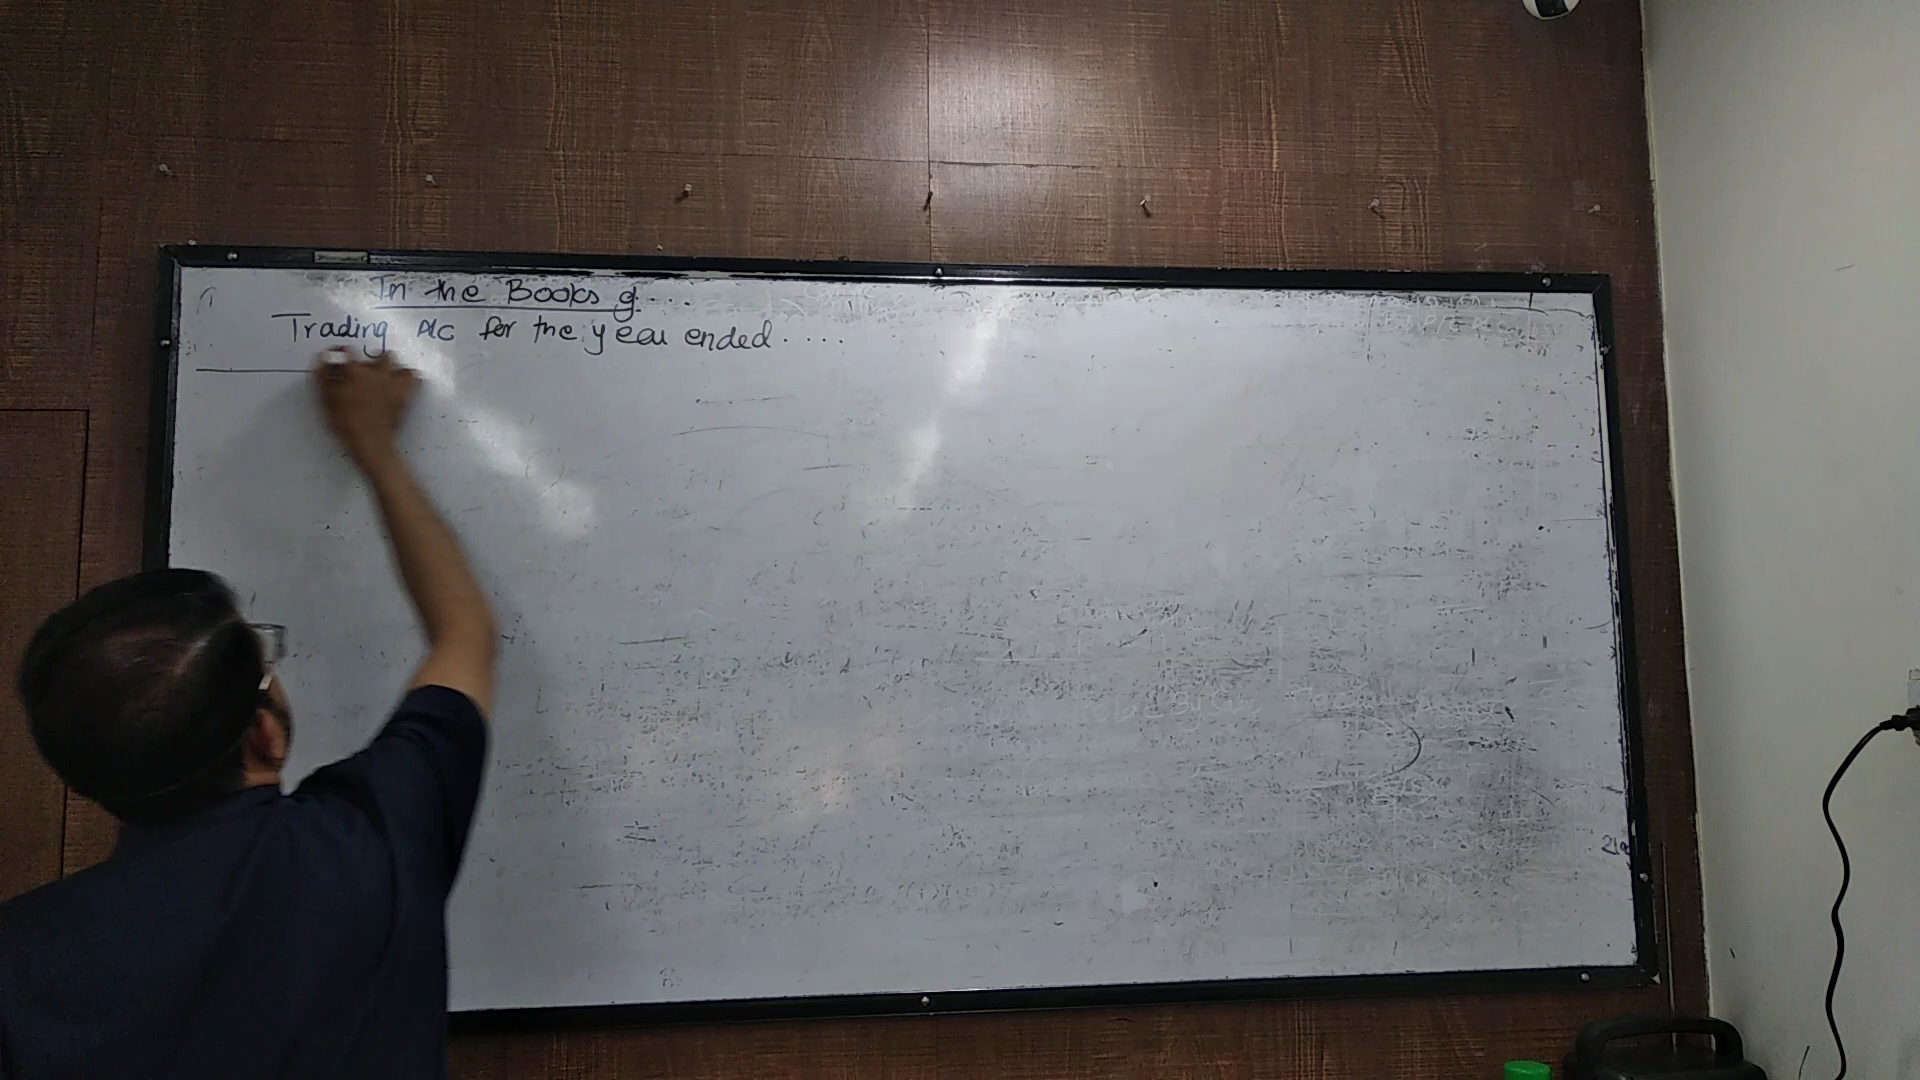 In the Books of ...
Trading A/c for the year ended ....